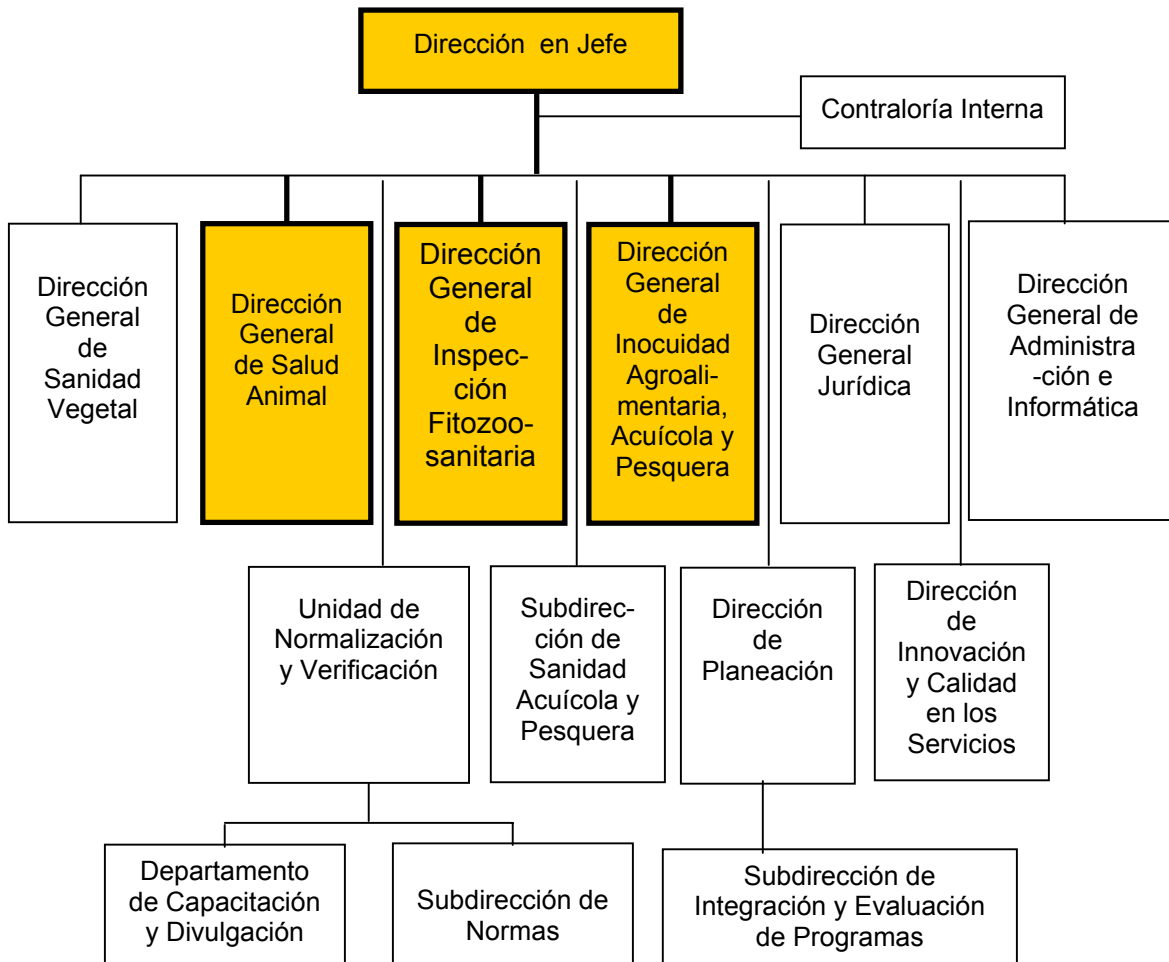 Dirección en Jefe
Contraloría Interna
Dirección
General
de
Sanidad
Vegetal
Dirección
General
de Salud
Animal
Dirección
General
de
Inspec-
ción
Fitozoo-
sanitaria
Dirección
General
de
Inocuidad
Agroali-
mentaria,
Acuícola y
Pesquera
Dirección
General
Jurídica
Dirección
General de
Administra
-ción e
Informática
Unidad de
Normalización
y Verificación
Subdirec-
ción de
Sanidad
Acuícola y
Pesquera
Dirección
de
Planeación
Dirección
de
Innovación
y Calidad
en los
Servicios
Departamento
de Capacitación
y Divulgación
Subdirección de
Normas
Subdirección de
Integración y Evaluación
de Programas